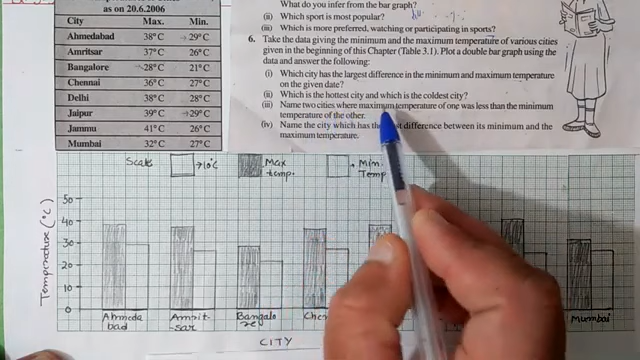 as on 20.6.2006
City Max. Min.
Ahmedabad 38°C 29°C
Amritsar 37°C 26°C
Bangalore 28°C 21°C
Chennai 36°C 27°C
Delhi 38°C 28°C
Jaipur 39°C 29°C
Jammu 41°C 26°C
Mumbai 32°C 27°C
What do you infer from the bar graph?
(ii) Which sport is most popular?
(iii) Which is more preferred, watching or participating in sports?
6. Take the data giving the minimum and the maximum temperature of various cities
given in the beginning of this Chapter (Table 3.1). Plot a double bar graph using the
data and answer the following:
(i) Which city has the largest difference in the minimum and maximum temperature
on the given date?
(ii) Which is the hottest city and which is the coldest city?
(iii) Name two cities where maximum temperature of one was less than the minimum
temperature of the other.
(iv) Name the city which has the difference between its minimum and the
maximum temperature.
Scale 10°C Max temp. Min. Temp
Temperature (°C)
50
40
30
20
10
0
Ahmeda
bad
Amrit-
sar
Bangalo
re
Che
Mumbai
CITY